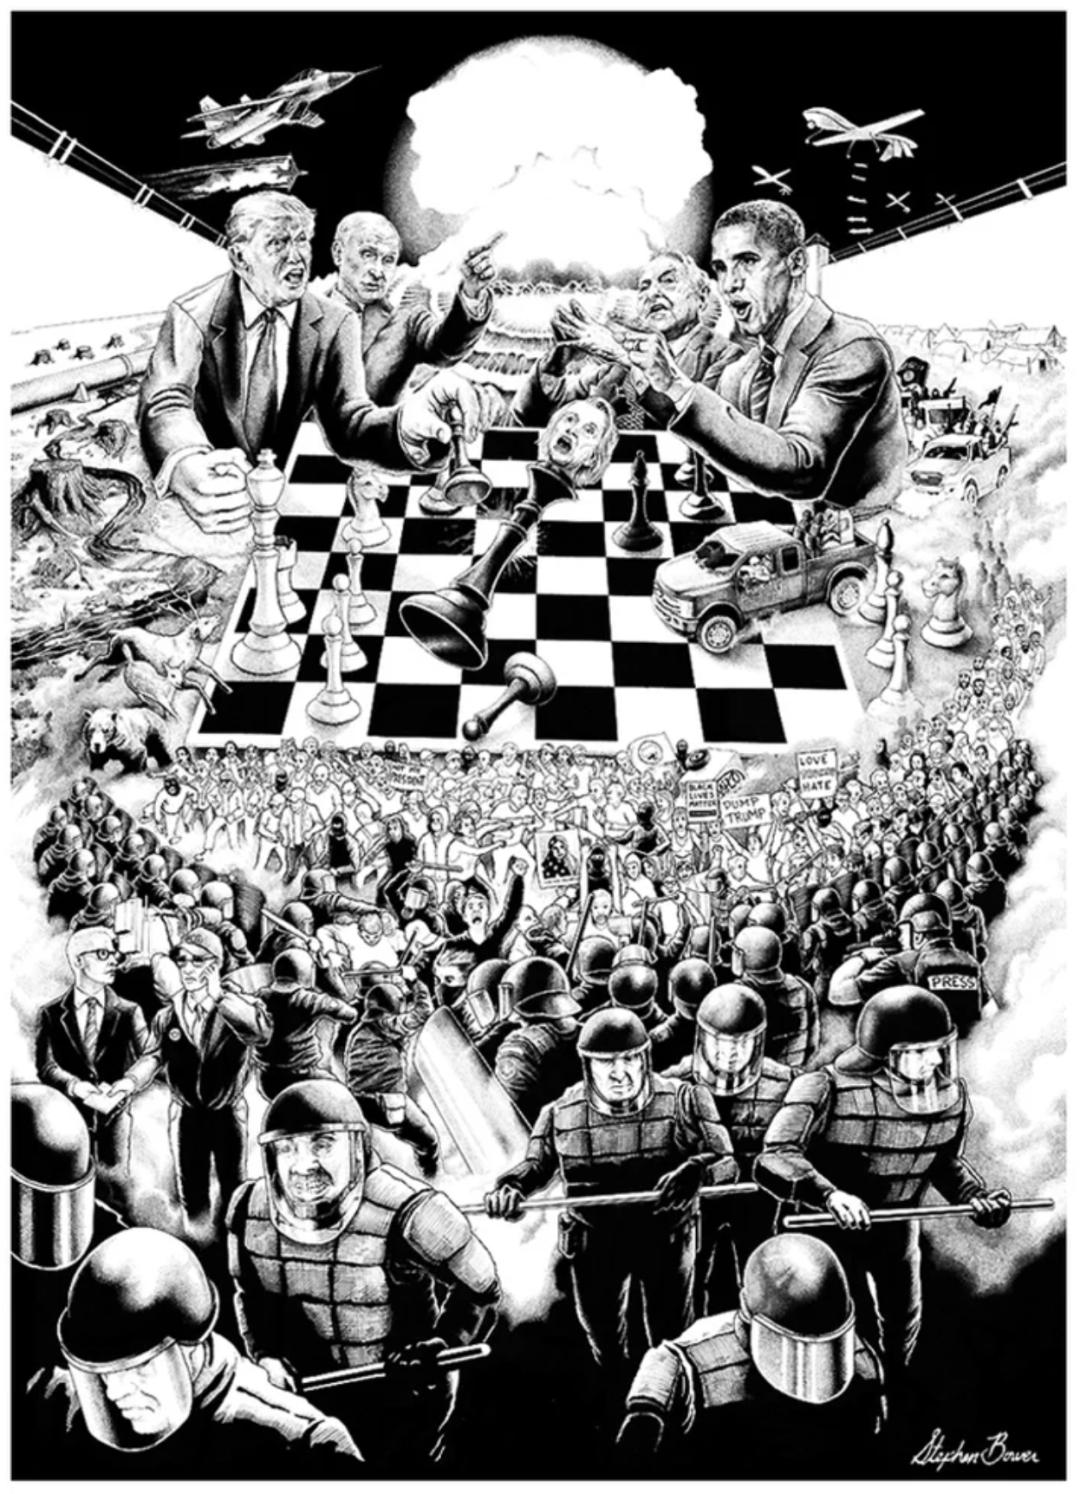 LOVE
HATE
BLACK
LIVES
MATTER
DUMP
TRUMP
PRESS
Stephen Bower